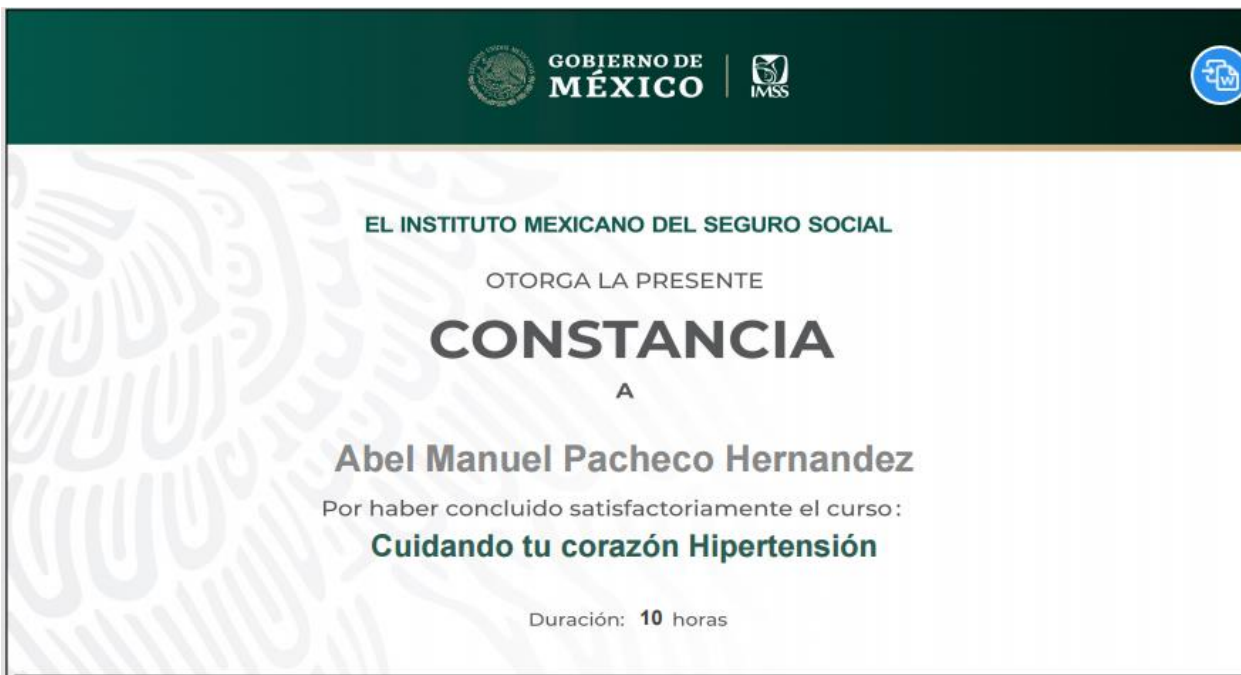 GOBIERNO DE
MÉXICO
IMSS
EL INSTITUTO MEXICANO DEL SEGURO SOCIAL
OTORGA LA PRESENTE
CONSTANCIA
A
Abel Manuel Pacheco Hernandez
Por haber concluido satisfactoriamente el curso:
Cuidando tu corazón Hipertensión
Duración: 10 horas